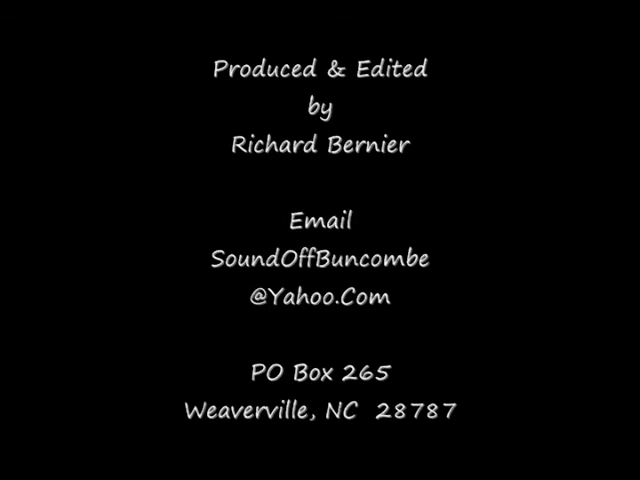 Produced & Edited
by
Richard Bernier
Email
SoundOffBuncombe
@Yahoo.Com
PO Box 265
Weaverville, NC  28787